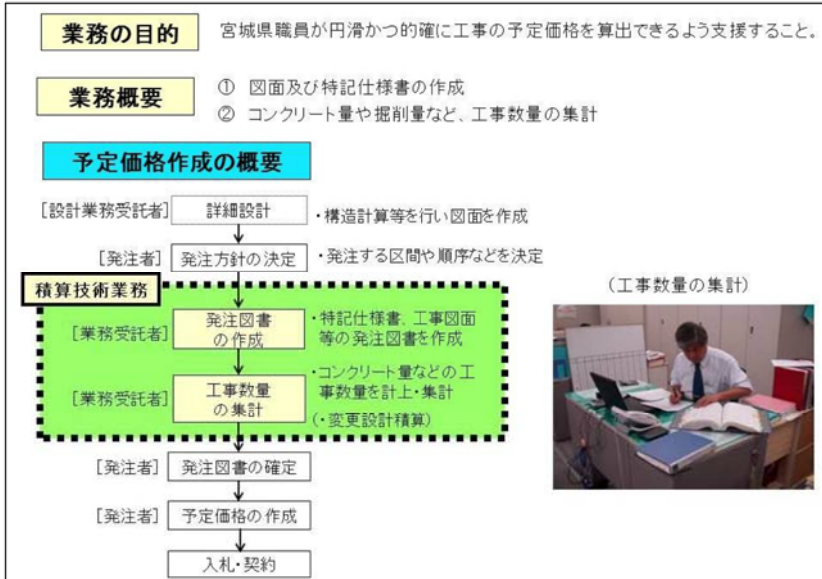 業務の目的
宮城県職員が円滑かつ的確に工事の予定価格を算出できるよう支援すること。
業務概要
① 図面及び特記仕様書の作成
② コンクリート量や掘削量など、工事数量の集計
予定価格作成の概要
[設計業務受託者] 詳細設計 ・構造計算等を行い図面を作成
[発注者] 発注方針の決定 ・発注する区間や順序などを決定
積算技術業務
[業務受託者] 発注図書
の作成
・特記仕様書、工事図面
等の発注図書を作成
[業務受託者] 工事数量
の集計
・コンクリート量などの工
事数量を計上・集計
(・変更設計積算)
[発注者] 発注図書の確定
[発注者] 予定価格の作成
入札・契約
(工事数量の集計)